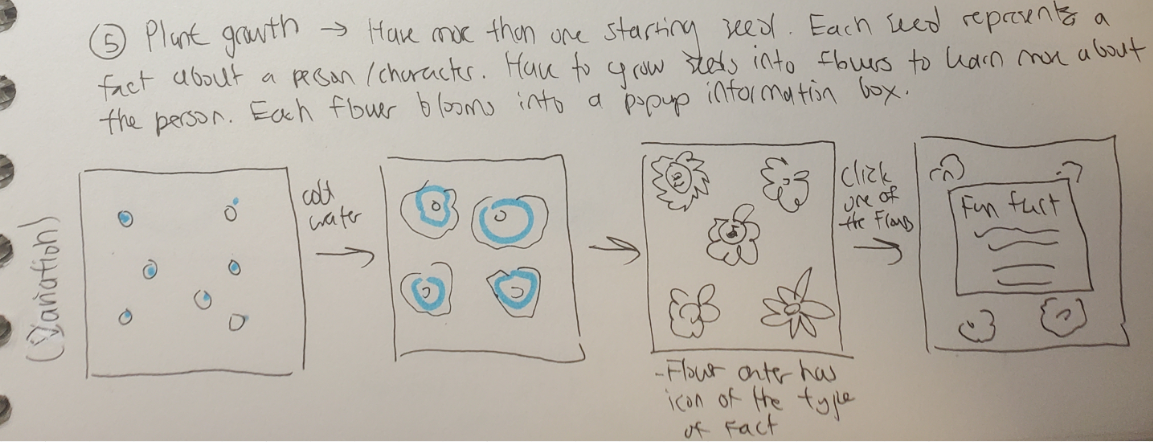 ⑤ Plant growth → Have more than one starting seed. Each seed represents a
fact about a person/character. Have to grow seeds into flowers to learn more about
the person. Each flower blooms into a popup information box.
(Variation)
add
water
click
one of
the flowers
Fun fact
-Flower center has
icon of the type
of fact